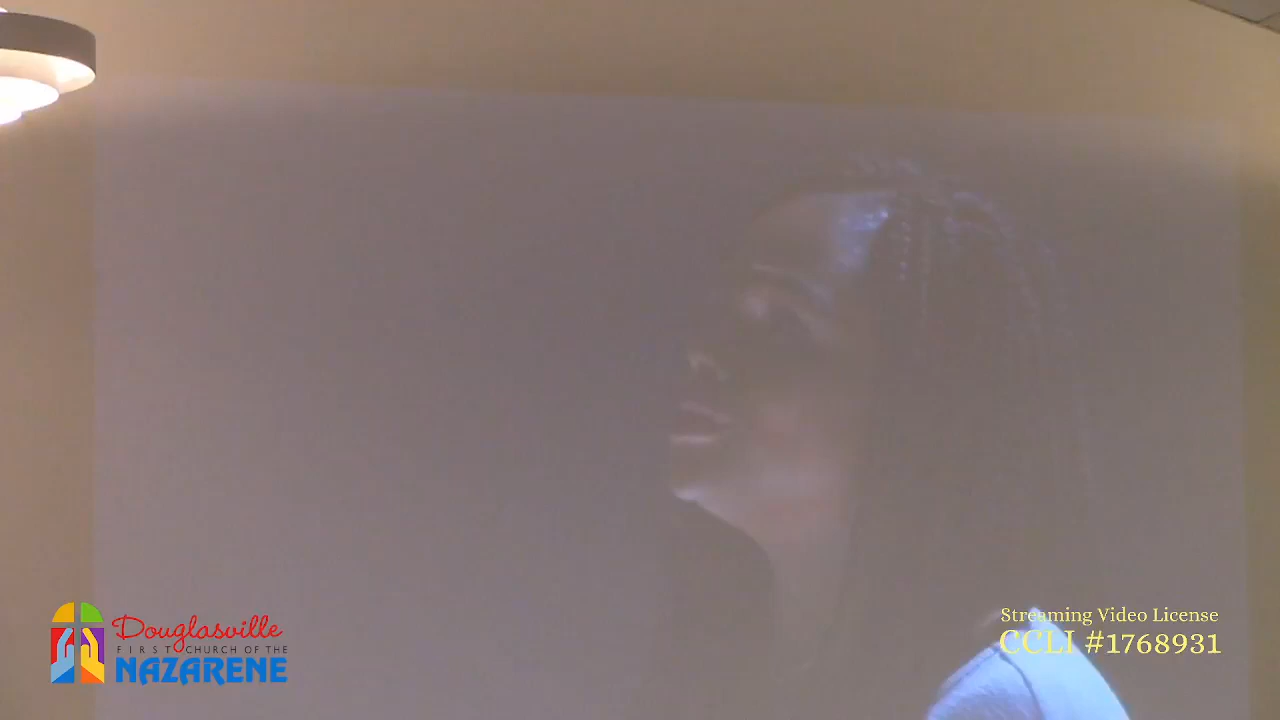 Douglasville
FIRST CHURCH OF THE
NAZARENE
Streaming Video License
CCLI #1768931